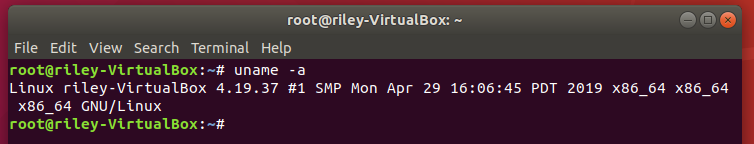 root@riley-VirtualBox: ~
File Edit View Search Terminal Help
root@riley-VirtualBox:~# uname -a
Linux riley-VirtualBox 4.19.37 #1 SMP Mon Apr 29 16:06:45 PDT 2019 x86_64 x86_64
 x86_64 GNU/Linux
root@riley-VirtualBox:~#